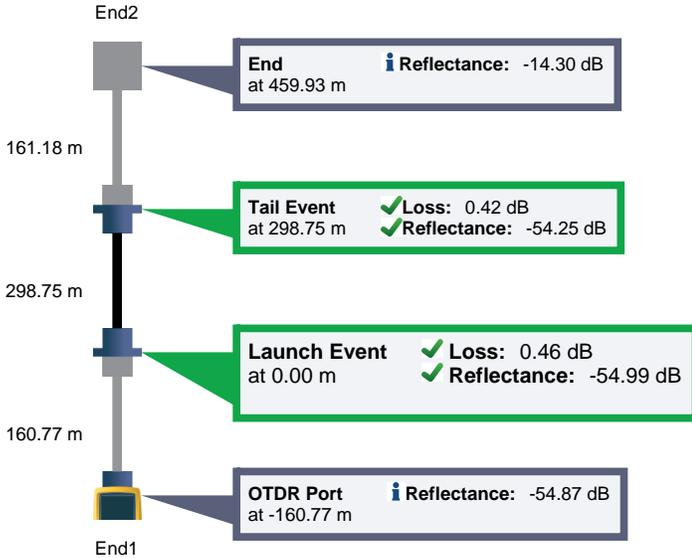 End2
End
at 459.93 m
Reflectance: -14.30 dB
161.18 m
Tail Event
at 298.75 m
Loss: 0.42 dB
Reflectance: -54.25 dB
298.75 m
Launch Event
at 0.00 m
Loss: 0.46 dB
Reflectance: -54.99 dB
160.77 m
OTDR Port
at -160.77 m
Reflectance: -54.87 dB
End1